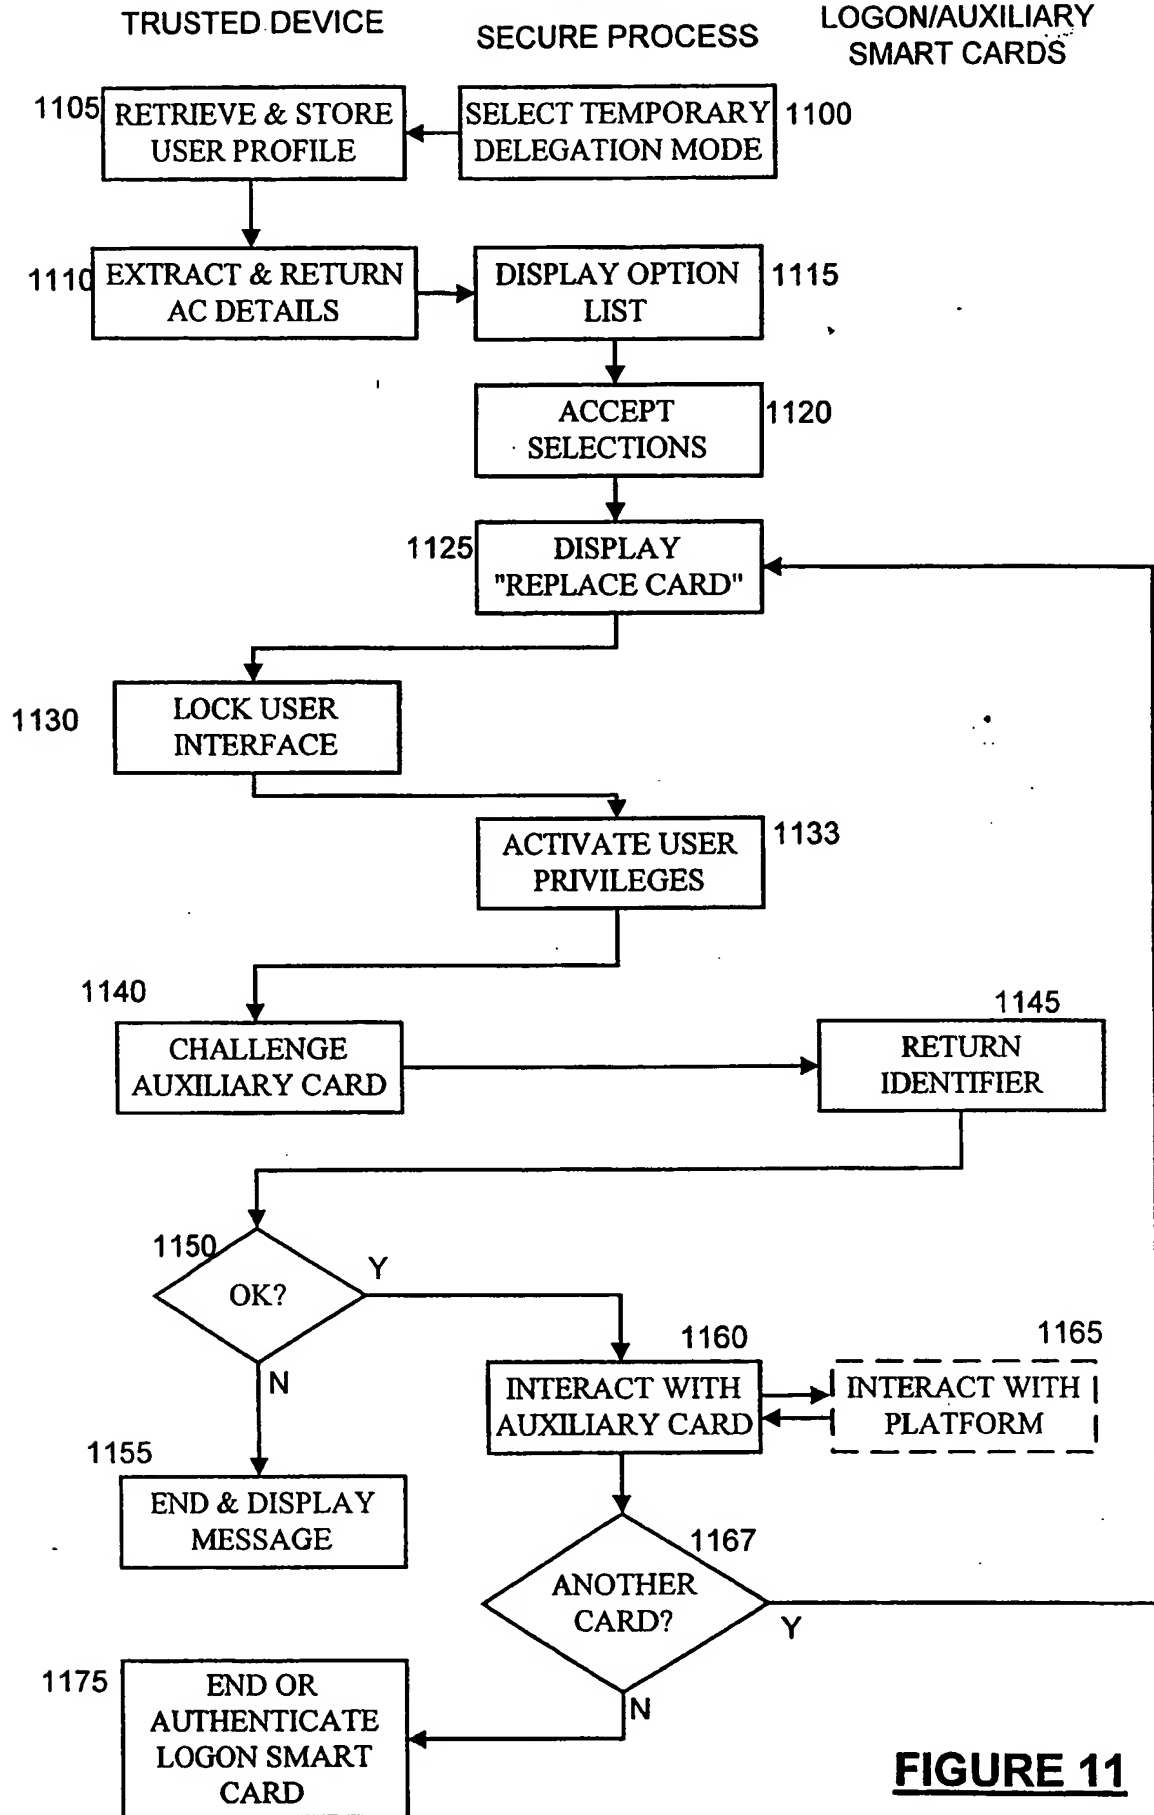 TRUSTED DEVICE
SECURE PROCESS
LOGON/AUXILIARY
SMART CARDS
1105
RETRIEVE & STORE
USER PROFILE
SELECT TEMPORARY
DELEGATION MODE
1100
1110
EXTRACT & RETURN
AC DETAILS
DISPLAY OPTION
LIST
1115
ACCEPT
SELECTIONS
1120
1125
DISPLAY
"REPLACE CARD"
1130
LOCK USER
INTERFACE
ACTIVATE USER
PRIVILEGES
1133
1140
CHALLENGE
AUXILIARY CARD
1145
RETURN
IDENTIFIER
1150
OK?
Y
N
1155
END & DISPLAY
MESSAGE
1160
INTERACT WITH
AUXILIARY CARD
1165
INTERACT WITH
PLATFORM
1167
ANOTHER
CARD?
Y
N
1175
END OR
AUTHENTICATE
LOGON SMART
CARD
FIGURE 11